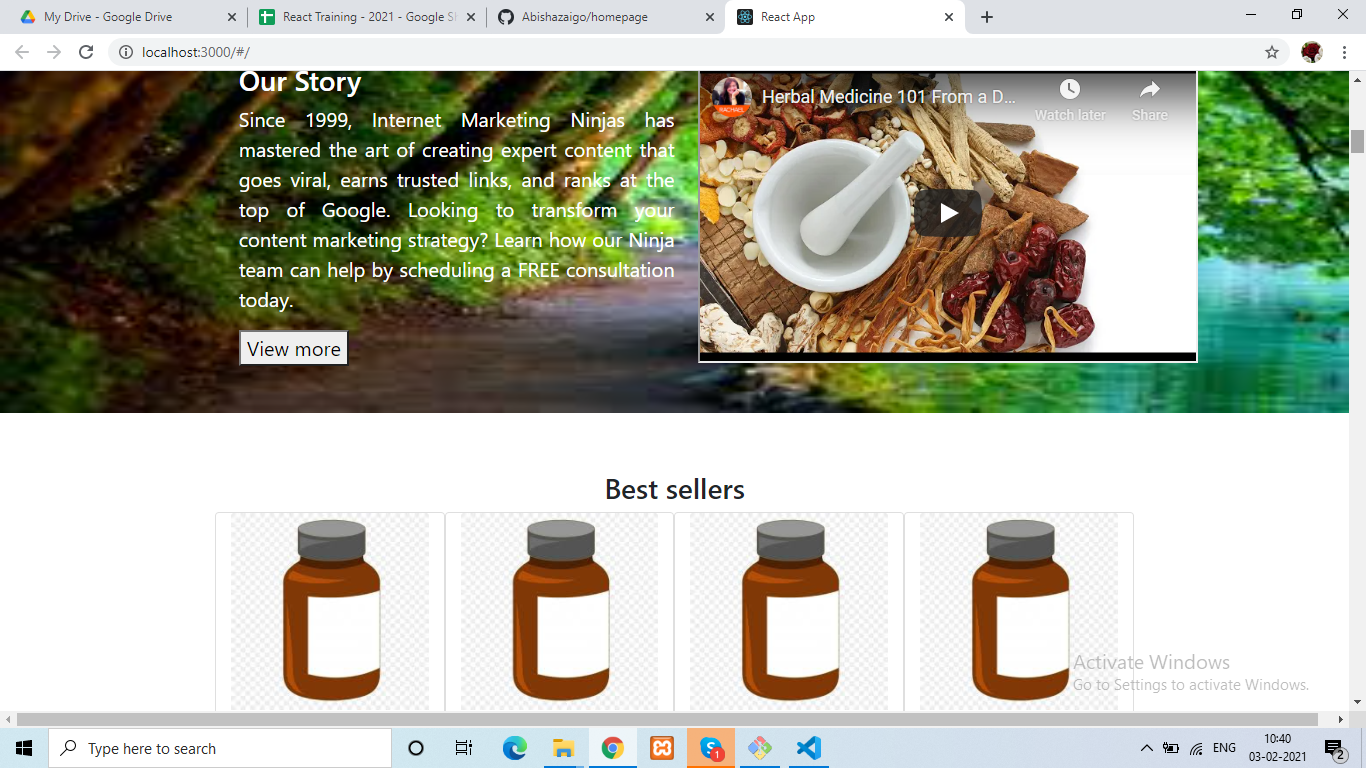 My Drive - Google Drive
React Training - 2021 - Google Sh
Abishazaigo/homepage
React App
localhost:3000/#/
Our Story
Since 1999, Internet Marketing Ninjas has
mastered the art of creating expert content that
goes viral, earns trusted links, and ranks at the
top of Google. Looking to transform your
content marketing strategy? Learn how our Ninja
team can help by scheduling a FREE consultation
today.
View more
RACHAEL
Herbal Medicine 101 From a D...
Watch later
Share
Best sellers
Activate Windows
Go to Settings to activate Windows.
Type here to search
1
ENG
10:40
03-02-2021
2